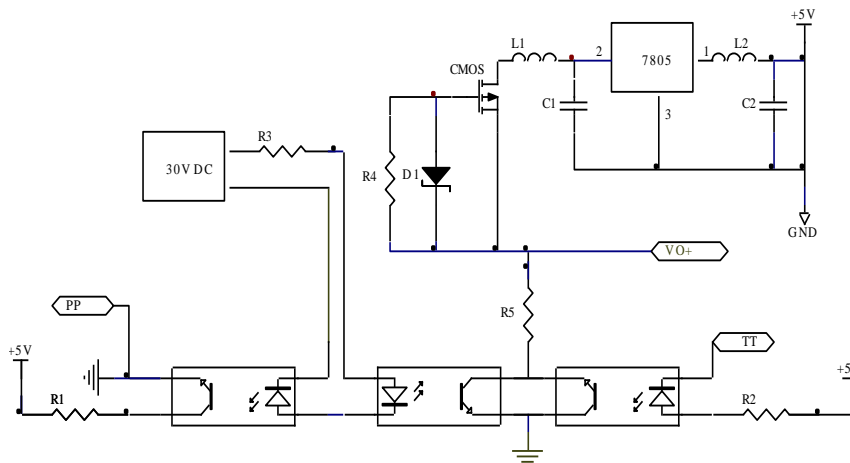 +5V
L1
2
7805
1
L2
CMOS
C1
C2
3
R3
30V DC
R4
D1
GND
VO+
PP
R5
+5V
TT
+5
R1
R2